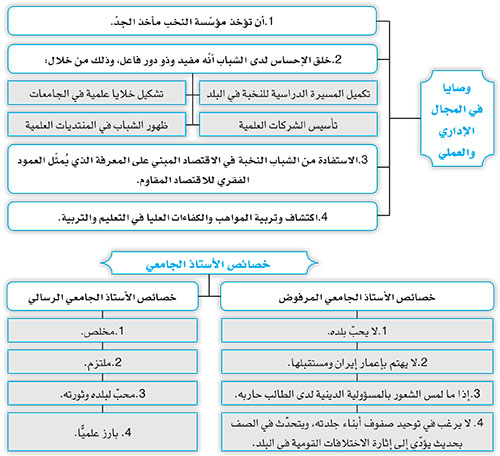 وصايا
في المجال
الإداري
والعملي
1.أن تؤخذ مؤسّسة النخب مأخذ الجدّ.
2.خلق الإحساس لدى الشباب أنّه مفيد وذو دور فاعل، وذلك من خلال:
تكميل المسيرة الدراسية للنخبة في البلد
تشكيل خلايا علمية في الجامعات
تأسيس الشركات العلمية
ظهور الشباب في المنتديات العلمية
3.الاستفادة من الشباب النخبة في الاقتصاد المبني على المعرفة الذي يُمثّل العمود
الفقري للاقتصاد المقاوم.
4.اكتشاف وتربية المواهب والكفاءات العليا في التعليم والتربية.
خصائص الأستاذ الجامعي
خصائص الأستاذ الجامعي المرفوض
1.لا يحبّ بلده.
2.لا يهتم بإعمار إيران ومستقبلها.
3.إذا ما لمس الشعور بالمسؤولية الدينية لدى الطالب حاربه.
4. لا يرغب في توحيد صفوف أبناء جلدته، ويتحدّث في الصف
بحديث يؤدّي إلى إثارة الاختلافات القومية في البلد.
خصائص الأستاذ الجامعي الرسالي
1.مخلص.
2.ملتزم.
3.محبّ لبلده وثورته.
4. بارز علميًّا.